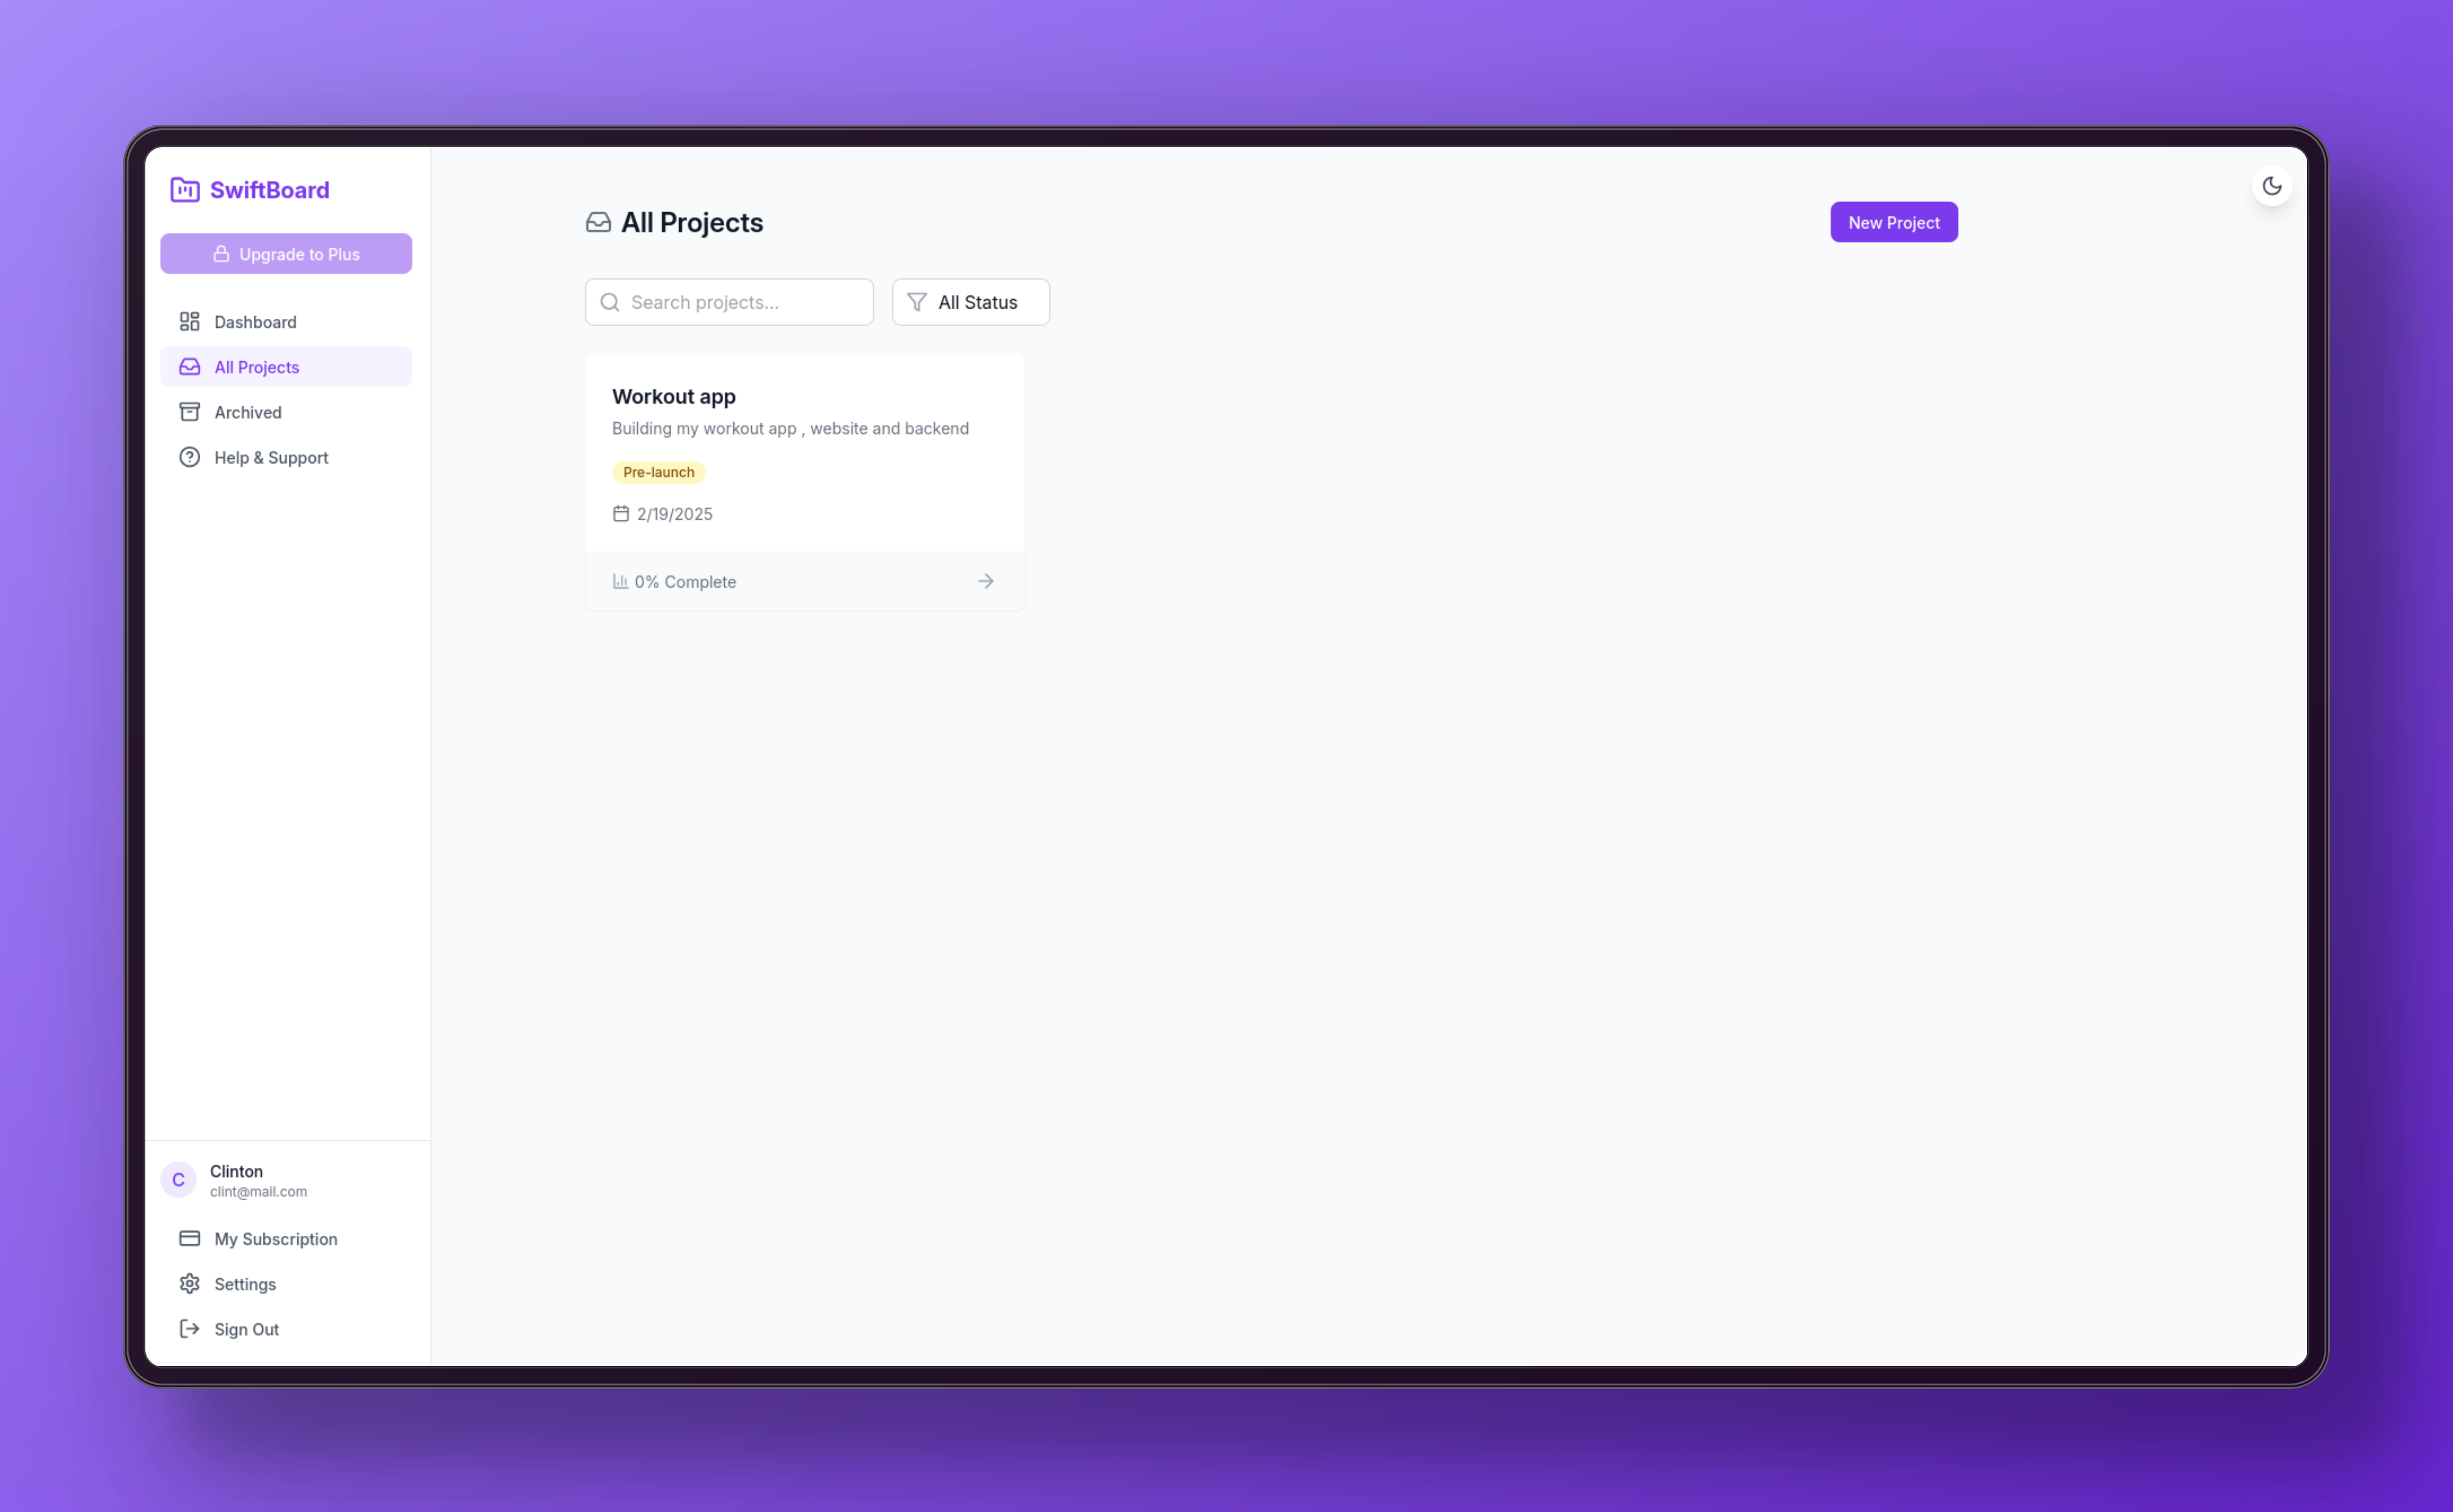 SwiftBoard
Upgrade to Plus
Dashboard
All Projects
Archived
Help & Support
Clinton
C
clint@mail.com
My Subscription
Settings
Sign Out
All Projects
New Project
Search projects...
All Status
Workout app
Building my workout app , website and backend
Pre-launch
2/19/2025
0% Complete